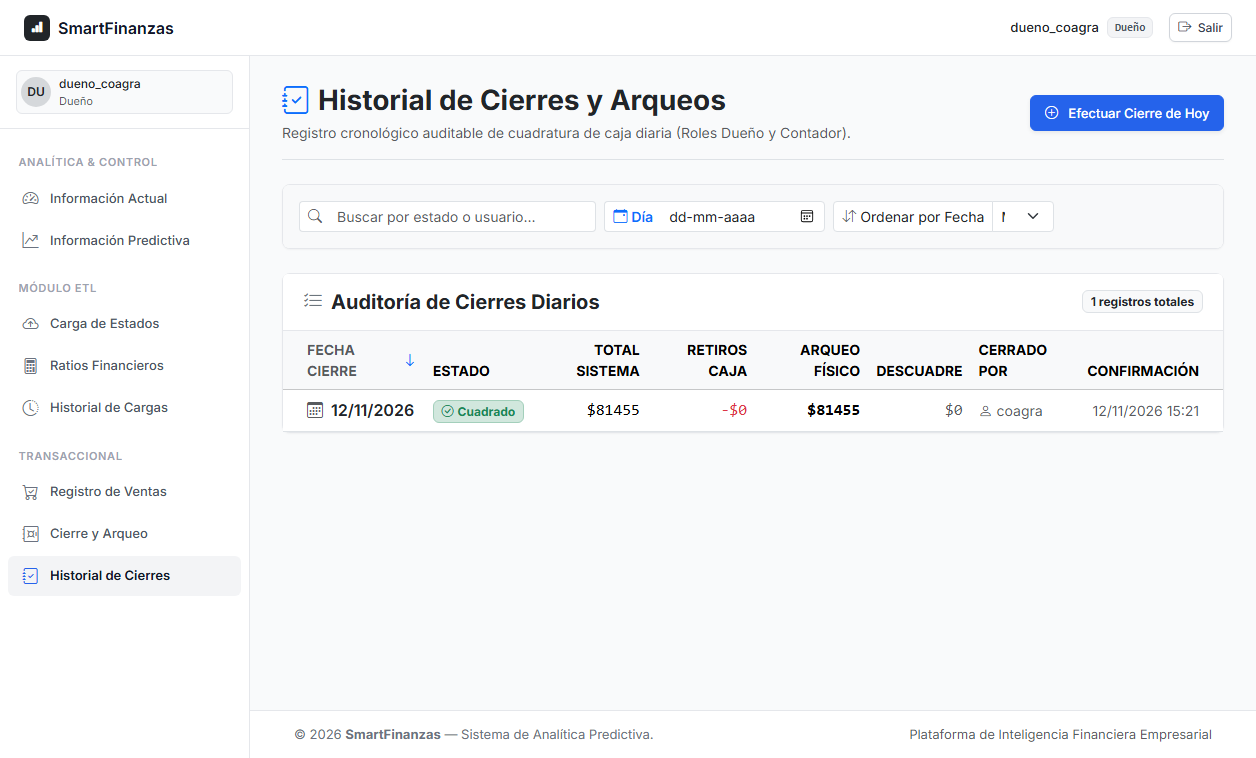 SmartFinanzas
dueno_coagra Dueño Salir
DU dueno_coagra
Dueño
ANALÍTICA & CONTROL
Información Actual
Información Predictiva
MÓDULO ETL
Carga de Estados
Ratios Financieros
Historial de Cargas
TRANSACCIONAL
Registro de Ventas
Cierre y Arqueo
Historial de Cierres
Historial de Cierres y Arqueos
Registro cronológico auditable de cuadratura de caja diaria (Roles Dueño y Contador).
Efectuar Cierre de Hoy
Buscar por estado o usuario... Día dd-mm-aaaa Ordenar por Fecha
Auditoría de Cierres Diarios 1 registros totales
FECHA CIERRE ESTADO TOTAL SISTEMA RETIROS CAJA ARQUEO FÍSICO DESCUADRE CERRADO POR CONFIRMACIÓN
12/11/2026 Cuadrado $81455 -$0 $81455 $0 coagra 12/11/2026 15:21
© 2026 SmartFinanzas — Sistema de Analítica Predictiva. Plataforma de Inteligencia Financiera Empresarial